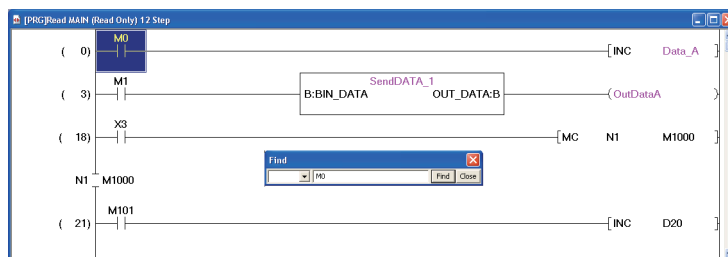 [PRG]Read MAIN (Read Only) 12 Step
M0
( 0) [INC Data_A ]
M1 SendDATA_1
( 3) B:BIN_DATA OUT_DATA:B (OutDataA )
X3
( 18) [MC N1 M1000 ]
Find
M0 Find Close
N1 M1000
M101
( 21) [INC D20 ]